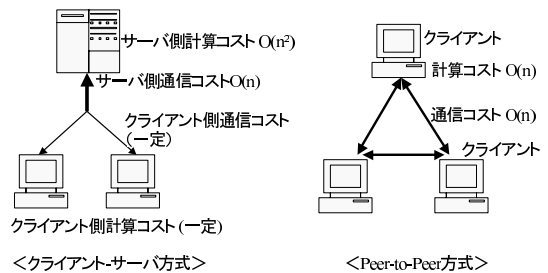 サーバ側計算コスト O(n²)
サーバ側通信コストO(n)
クライアント側通信コスト
(一定)
クライアント側計算コスト (一定)
＜クライアント-サーバ方式＞
クライアント
計算コスト O(n)
通信コスト O(n)
クライアント
＜Peer-to-Peer方式＞